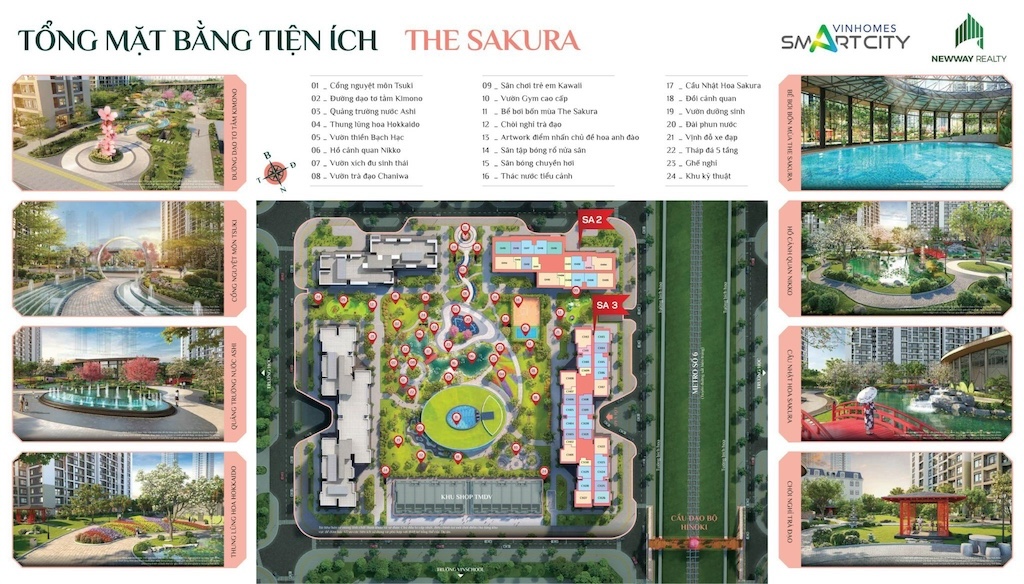 TỔNG MẶT BẰNG TIỆN ÍCH THE SAKURA
VINHOMES
SMARTCITY
NEWWAY REALTY
01 _ Cổng nguyệt môn Tsuki
02 _ Đường dạo tơ tằm Kimono
03 _ Quảng trường nước Ashi
04 _ Thung lũng hoa Hokkaido
05 _ Vườn thiền Bạch Hạc
06 _ Hồ cảnh quan Nikko
07 _ Vườn xích đu sinh thái
08 _ Vườn trà đạo Chaniwa
09 _ Sân chơi trẻ em Kawaii
10 _ Vườn Gym cao cấp
11 _ Bể bơi bốn mùa The Sakura
12 _ Chòi nghỉ trà đạo
13 _ Artwork điểm nhấn chủ đề hoa anh đào
14 _ Sân tập bóng rổ nửa sân
15 _ Sân bóng chuyền hơi
16 _ Thác nước tiểu cảnh
17 _ Cầu Nhật Hoa Sakura
18 _ Đồi cảnh quan
19 _ Vườn dưỡng sinh
20 _ Đài phun nước
21 _ Vịnh đỗ xe đạp
22 _ Tháp đá 5 tầng
23 _ Ghế nghỉ
24 _ Khu kỹ thuật
B
Đ
T
N
ĐƯỜNG DẠO TƠ TẰM KIMONO
CỔNG NGUYỆT MÔN TSUKI
QUẢNG TRƯỜNG NƯỚC ASHI
THUNG LŨNG HOA HOKKAIDO
SA 2
SA 3
METRO SỐ 6
KHU SHOP TMDV
CẦU ĐẠO BỘ
HINOKI
ĐƯỜNG VINSCHOOL
BỂ BƠI BỐN MÙA THE SAKURA
HỒ CẢNH QUAN NIKKO
CẦU NHẬT HOA SAKURA
CHÒI NGHỈ TRÀ ĐẠO